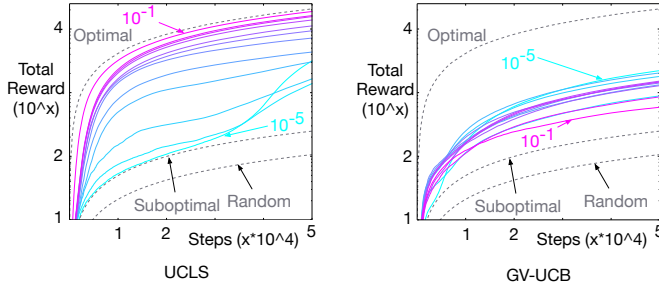 4
Optimal
10^-1
Total
Reward
(10^x)
2
10^-5
Suboptimal
Random
1
1
2
Steps (x*10^4)
5
UCLS
4
Optimal
10^-5
Total
Reward
(10^x)
2
10^-1
Suboptimal
Random
1
1
2
Steps (x*10^4)
5
GV-UCB